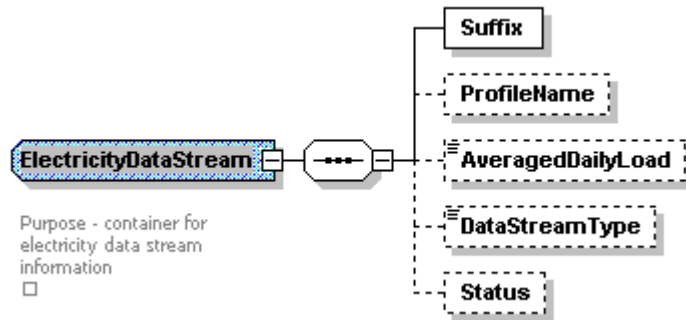 Suffix
ProfileName
ElectricityDataStream
AveragedDailyLoad
DataStreamType
Purpose - container for
electricity data stream
information
Status